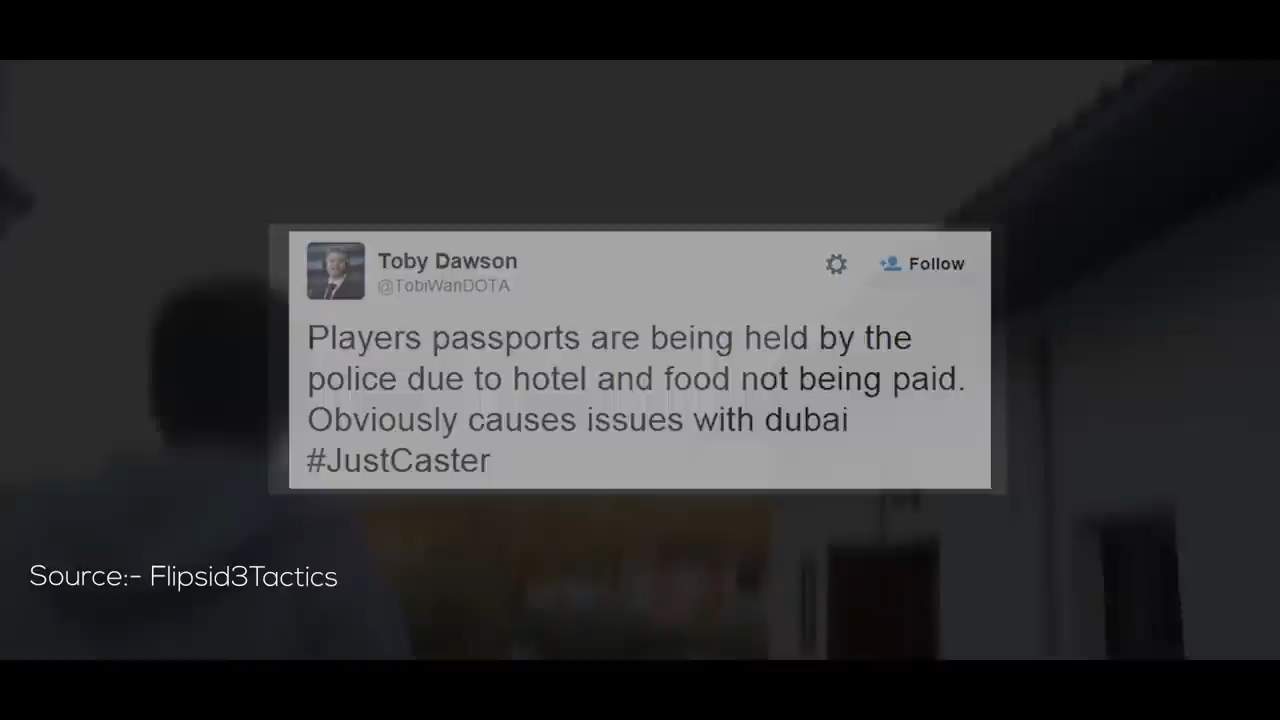 Toby Dawson
@TobiWanDOTA
Follow
Players passports are being held by the
police due to hotel and food not being paid.
Obviously causes issues with dubai
#JustCaster
Source:- Flipsid3Tactics